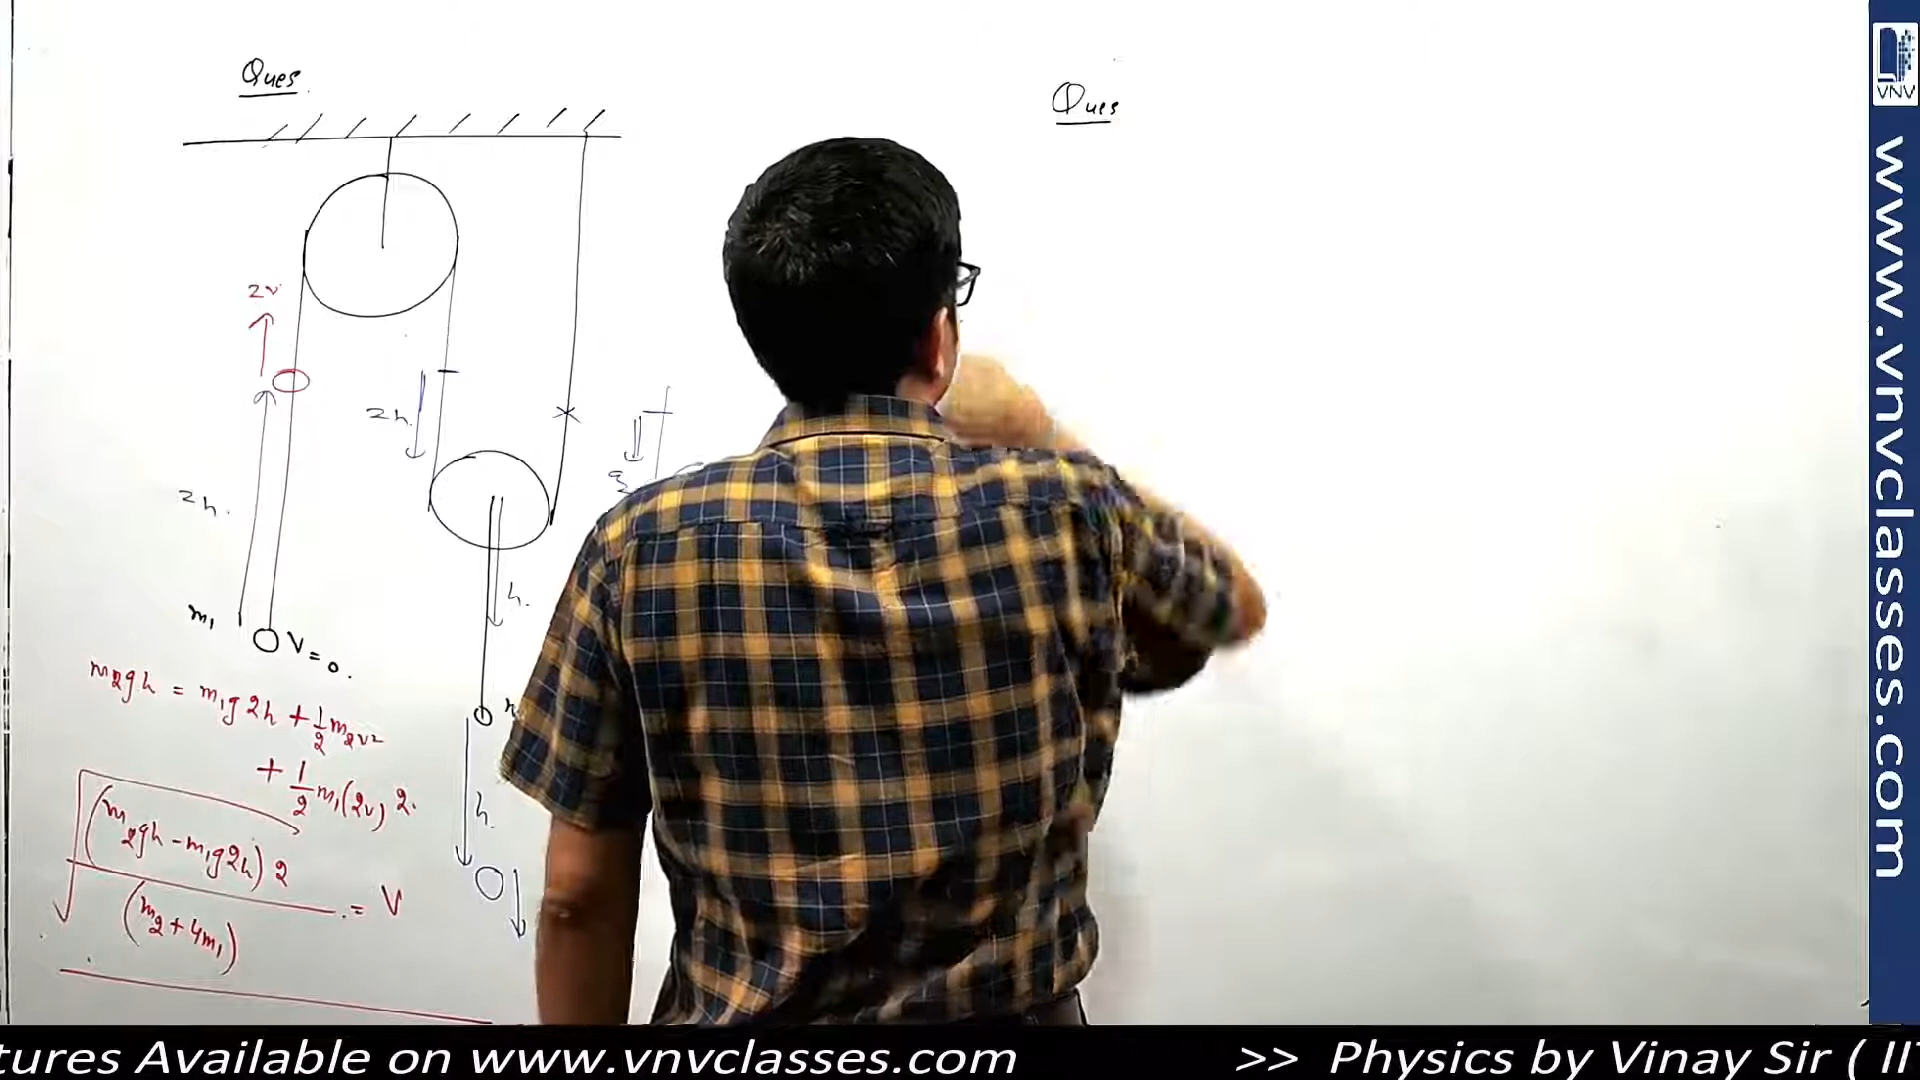 Ques
Ques
2v
2h
2h.
h.
m₁
V = 0.
m₂gh = m₁g2h + 1/2 m₂v²
+ 1/2 m₁(2v)2.
h.
√(m₂gh - m₁g2h)2 / (m₂ + 4m₁) = V
VNV
www.vnvclasses.com
tures Available on www.vnvclasses.com >> Physics by Vinay Sir ( II